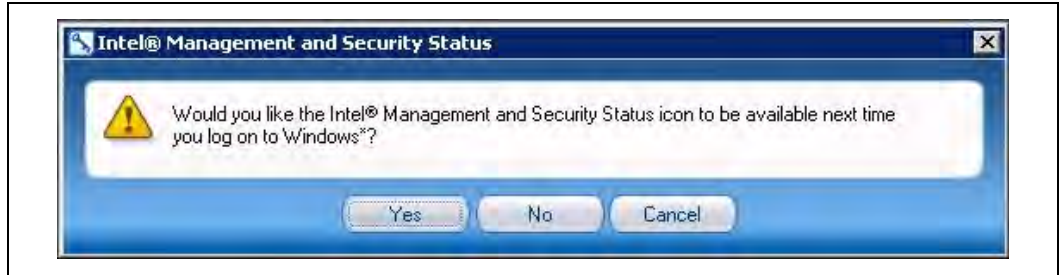 Intel® Management and Security Status
Would you like the Intel® Management and Security Status icon to be available next time
you log on to Windows*?
Yes No Cancel